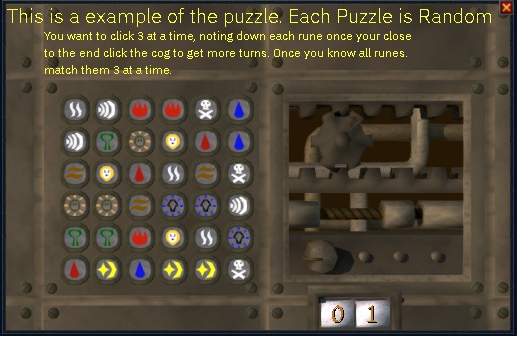 This is a example of the puzzle. Each Puzzle is Random
You want to click 3 at a time, noting down each rune once your close
to the end click the cog to get more turns. Once you know all runes.
match them 3 at a time.
0 1